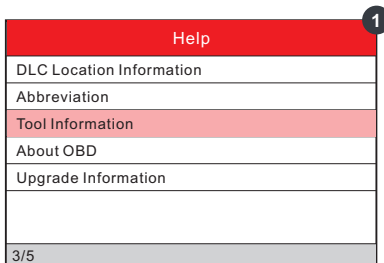 1
Help
DLC Location Information
Abbreviation
Tool Information
About OBD
Upgrade Information
3/5